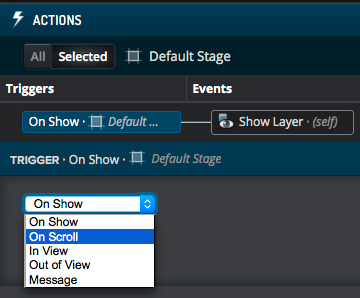 ACTIONS
All Selected Default Stage
Triggers Events
On Show · Default ... Show Layer · (self)
TRIGGER · On Show · Default Stage
On Show
On Show
On Scroll
In View
Out of View
Message